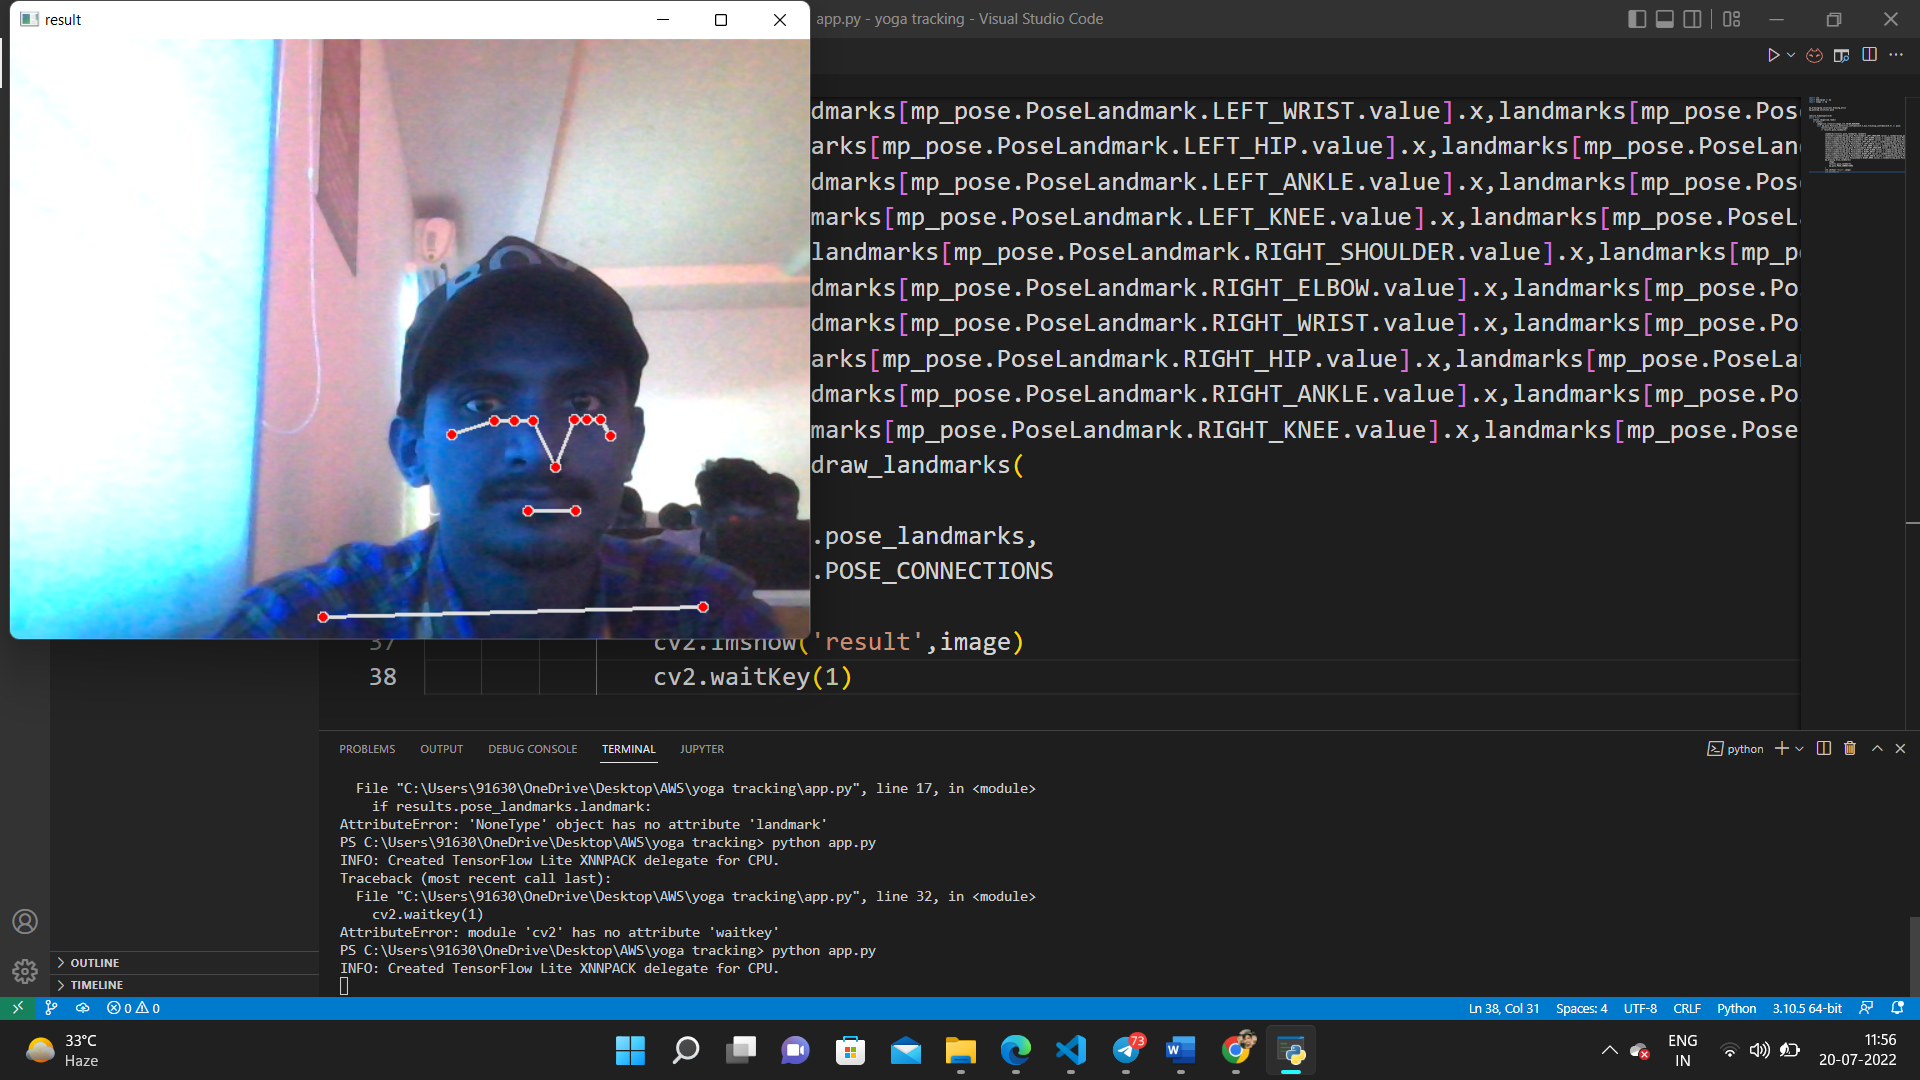 result
app.py - yoga tracking - Visual Studio Code
dmarks[mp_pose.PoseLandmark.LEFT_WRIST.value].x,landmarks[mp_pose.Pos
arks[mp_pose.PoseLandmark.LEFT_HIP.value].x,landmarks[mp_pose.PoseLan
dmarks[mp_pose.PoseLandmark.LEFT_ANKLE.value].x,landmarks[mp_pose.Pos
marks[mp_pose.PoseLandmark.LEFT_KNEE.value].x,landmarks[mp_pose.PoseL
landmarks[mp_pose.PoseLandmark.RIGHT_SHOULDER.value].x,landmarks[mp_p
dmarks[mp_pose.PoseLandmark.RIGHT_ELBOW.value].x,landmarks[mp_pose.Po
dmarks[mp_pose.PoseLandmark.RIGHT_WRIST.value].x,landmarks[mp_pose.Po
arks[mp_pose.PoseLandmark.RIGHT_HIP.value].x,landmarks[mp_pose.PoseLa
dmarks[mp_pose.PoseLandmark.RIGHT_ANKLE.value].x,landmarks[mp_pose.Po
marks[mp_pose.PoseLandmark.RIGHT_KNEE.value].x,landmarks[mp_pose.Pose
draw_landmarks(
.pose_landmarks,
.POSE_CONNECTIONS
37 cv2.imshow('result',image)
38 cv2.waitKey(1)
PROBLEMS OUTPUT DEBUG CONSOLE TERMINAL JUPYTER python
File "C:\Users\91630\OneDrive\Desktop\AWS\yoga tracking\app.py", line 17, in <module>
if results.pose_landmarks.landmark:
AttributeError: 'NoneType' object has no attribute 'landmark'
PS C:\Users\91630\OneDrive\Desktop\AWS\yoga tracking> python app.py
INFO: Created TensorFlow Lite XNNPACK delegate for CPU.
Traceback (most recent call last):
File "C:\Users\91630\OneDrive\Desktop\AWS\yoga tracking\app.py", line 32, in <module>
cv2.waitkey(1)
AttributeError: module 'cv2' has no attribute 'waitkey'
PS C:\Users\91630\OneDrive\Desktop\AWS\yoga tracking> python app.py
INFO: Created TensorFlow Lite XNNPACK delegate for CPU.
OUTLINE
TIMELINE
0 0 Ln 38, Col 31 Spaces: 4 UTF-8 CRLF Python 3.10.5 64-bit
33°C
Haze
73
ENG
IN
11:56
20-07-2022